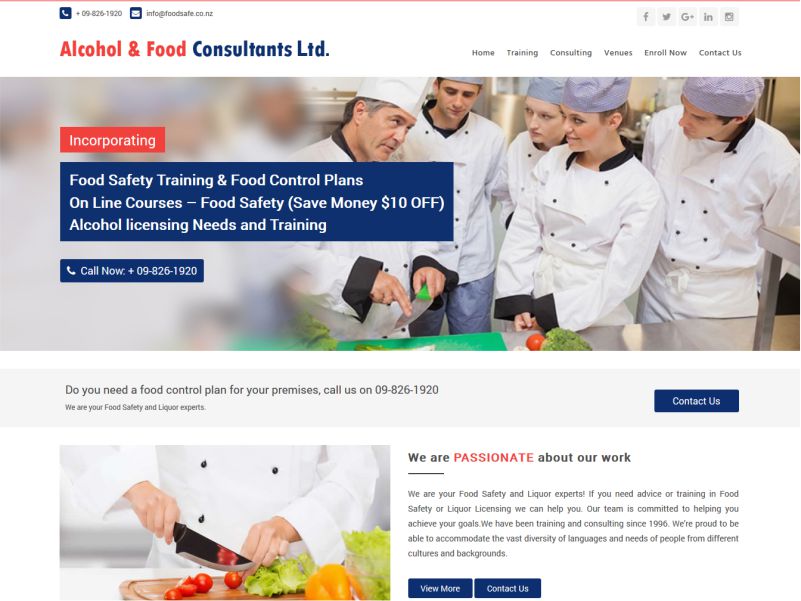 + 09-826-1920 info@foodsafe.co.nz
Alcohol & Food Consultants Ltd.
Home Training Consulting Venues Enroll Now Contact Us
Incorporating
Food Safety Training & Food Control Plans
On Line Courses – Food Safety (Save Money $10 OFF)
Alcohol licensing Needs and Training
Call Now: + 09-826-1920
Do you need a food control plan for your premises, call us on 09-826-1920
We are your Food Safety and Liquor experts.
Contact Us
We are PASSIONATE about our work
We are your Food Safety and Liquor experts! If you need advice or training in Food
Safety or Liquor Licensing we can help you. Our team is committed to helping you
achieve your goals.We have been training and consulting since 1996. We're proud to be
able to accommodate the vast diversity of languages and needs of people from different
cultures and backgrounds.
View More Contact Us